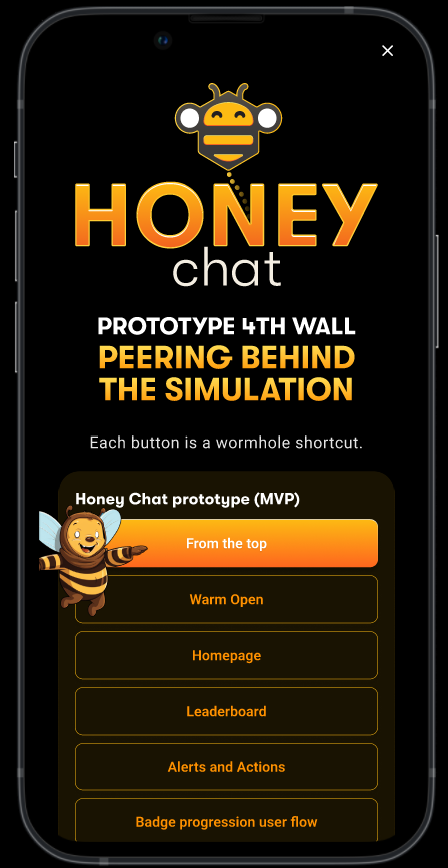 HONEY
chat
PROTOTYPE 4TH WALL
PEERING BEHIND
THE SIMULATION
Each button is a wormhole shortcut.
Honey Chat prototype (MVP)
From the top
Warm Open
Homepage
Leaderboard
Alerts and Actions
Badge progression user flow